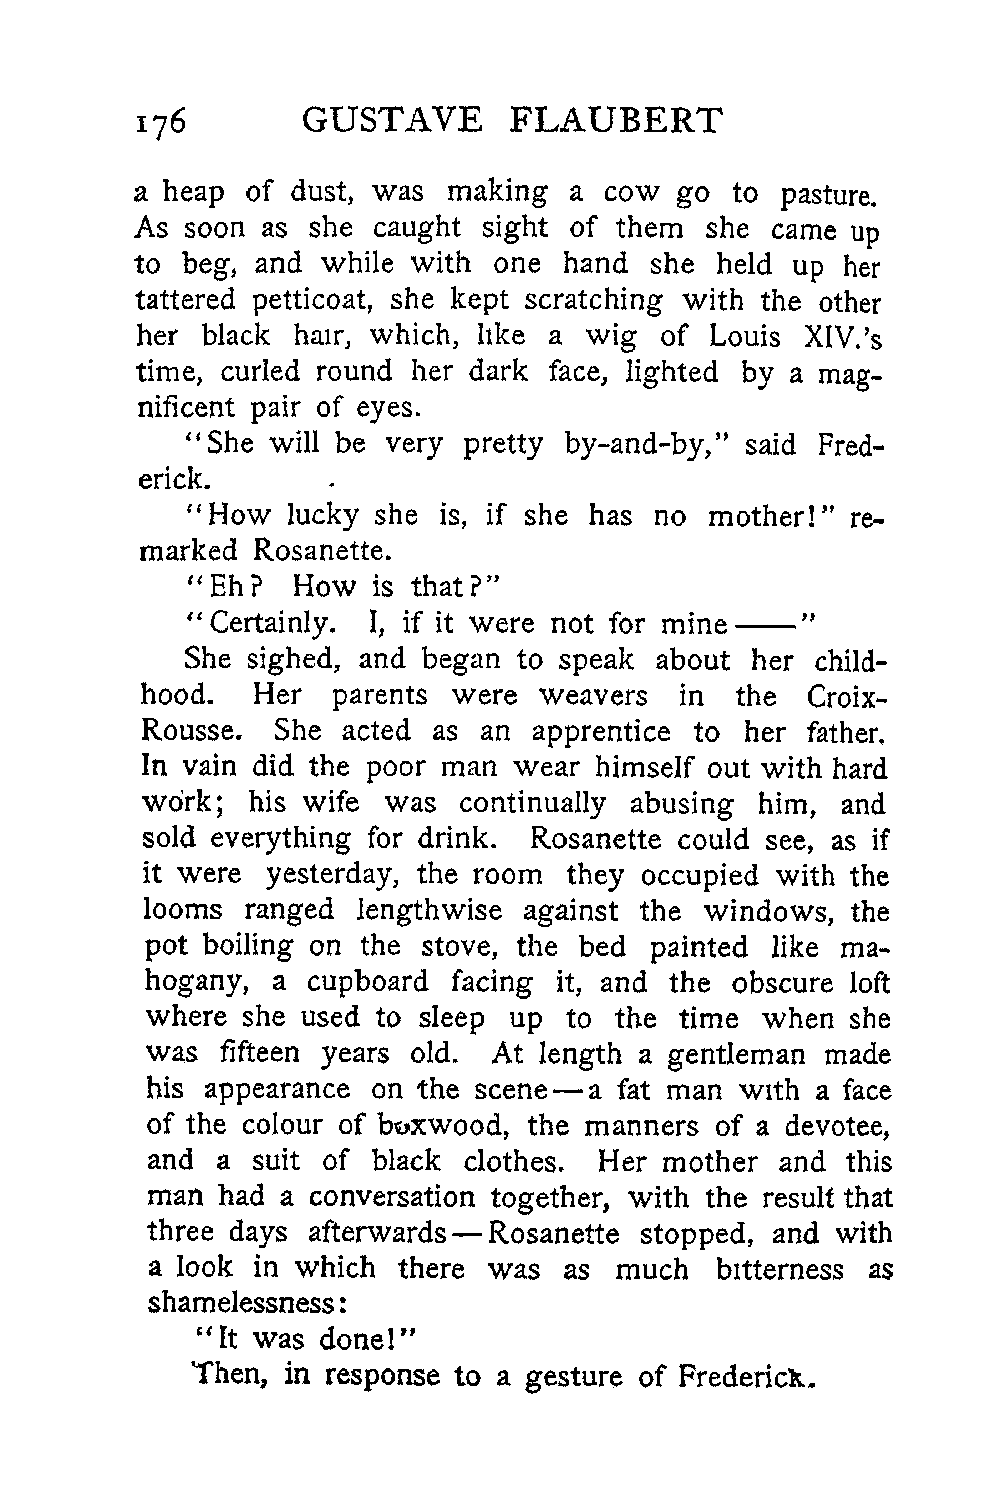 176 GUSTAVE FLAUBERT
a heap of dust, was making a cow go to pasture.
As soon as she caught sight of them she came up
to beg, and while with one hand she held up her
tattered petticoat, she kept scratching with the other
her black hair, which, like a wig of Louis XIV.'s
time, curled round her dark face, lighted by a mag-
nificent pair of eyes.
"She will be very pretty by-and-by," said Fred-
erick.
"How lucky she is, if she has no mother!" re-
marked Rosanette.
"Eh? How is that?"
"Certainly. I, if it were not for mine——"
She sighed, and began to speak about her child-
hood. Her parents were weavers in the Croix-
Rousse. She acted as an apprentice to her father.
In vain did the poor man wear himself out with hard
work; his wife was continually abusing him, and
sold everything for drink. Rosanette could see, as if
it were yesterday, the room they occupied with the
looms ranged lengthwise against the windows, the
pot boiling on the stove, the bed painted like ma-
hogany, a cupboard facing it, and the obscure loft
where she used to sleep up to the time when she
was fifteen years old. At length a gentleman made
his appearance on the scene—a fat man with a face
of the colour of boxwood, the manners of a devotee,
and a suit of black clothes. Her mother and this
man had a conversation together, with the result that
three days afterwards—Rosanette stopped, and with
a look in which there was as much bitterness as
shamelessness:
"It was done!"
Then, in response to a gesture of Frederick.